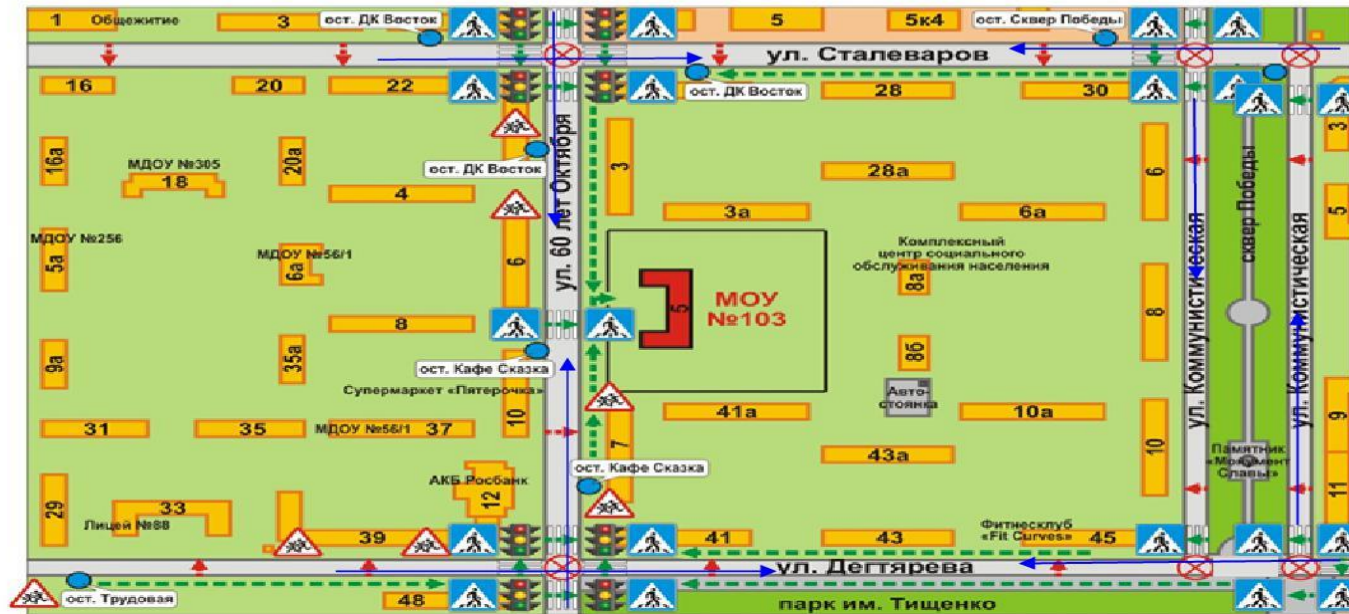 1 Общежитие 3 ост. ДК Восток 5 5к4 ост. Сквер Победы
ул. Сталеваров
16 20 22 ост. ДК Восток 28 30
3
16а МДОУ №305 20а ост. ДК Восток 3 28а 6
18
4 3а 6а 5
МДОУ №256
5а МДОУ №56/1 6а 6
ул. 60 лет Октября
Комплексный
центр социального
обслуживания населения
8а
МОУ
№103
5
8
8
ул. Коммунистическая
сквер Победы
ул. Коммунистическая
9а 35а ост. Кафе Сказка 8б
Супермаркет «Пятерочка»
Авто-
стоянка
10 41а 10а 9
31 35 МДОУ №56/1 37 7 43а 10
Памятник
«Монумент
Славы»
ост. Кафе Сказка
АКБ Росбанк
12
29 33 11
Лицей №88
Фитнесклуб
«Fit Curves»
39 41 43 45
ул. Дегтярева
ост. Трудовая 48 парк им. Тищенко